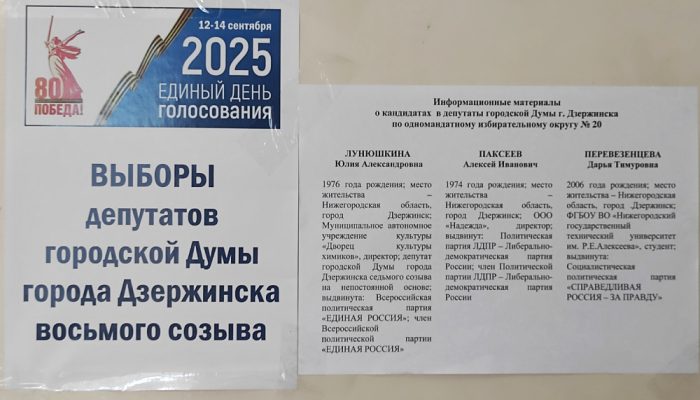 12-14 сентября
2025
ЕДИНЫЙ ДЕНЬ
ГОЛОСОВАНИЯ
80
ПОБЕДА!
ВЫБОРЫ
депутатов
городской Думы
города Дзержинска
восьмого созыва
Информационные материалы
о кандидатах в депутаты городской Думы г. Дзержинска
по одномандатному избирательному округу № 20
ЛУНЮШКИНА
Юлия Александровна
1976 года рождения; место
жительства –
Нижегородская область,
город Дзержинск;
Муниципальное автономное
учреждение культуры
«Дворец культуры
химиков», директор; депутат
городской Думы города
Дзержинска седьмого созыва
на непостоянной основе;
выдвинута: Всероссийская
политическая партия
«ЕДИНАЯ РОССИЯ»; член
Всероссийской
политической партии
«ЕДИНАЯ РОССИЯ»
ПАКСЕЕВ
Алексей Иванович
1974 года рождения; место
жительства –
Нижегородская область,
город Дзержинск; ООО
«Надежда», директор;
выдвинут: Политическая
партия ЛДПР – Либерально-
демократическая партия
России; член Политической
партии ЛДПР – Либерально-
демократическая партия
России
ПЕРЕВЕЗЕНЦЕВА
Дарья Тимуровна
2006 года рождения; место
жительства – Нижегородская
область, город Дзержинск;
ФГБОУ ВО «Нижегородский
государственный
технический университет
им. Р.Е.Алексеева», студент;
выдвинута:
Социалистическая
политическая партия
«СПРАВЕДЛИВАЯ
РОССИЯ – ЗА ПРАВДУ»